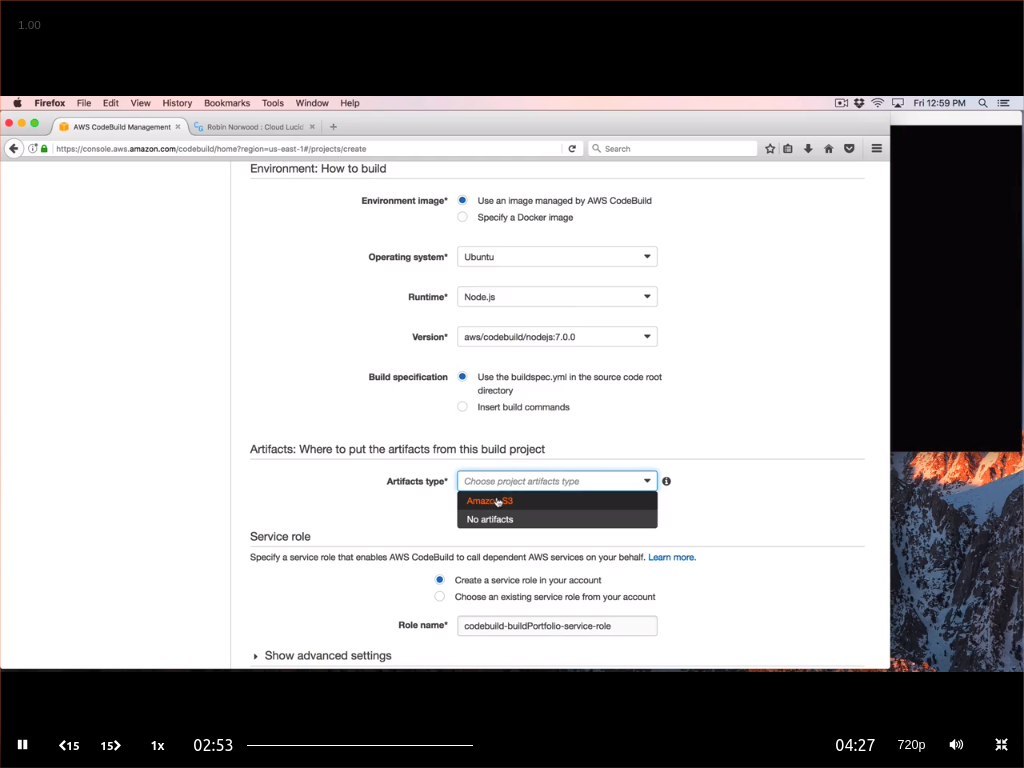 1.00
Firefox File Edit View History Bookmarks Tools Window Help Fri 12:59 PM
AWS CodeBuild Management × Robin Norwood : Cloud Lucid × +
https://console.aws.amazon.com/codebuild/home?region=us-east-1#/projects/create Search
Environment: How to build
Environment image* Use an image managed by AWS CodeBuild
Specify a Docker image
Operating system* Ubuntu
Runtime* Node.js
Version* aws/codebuild/nodejs:7.0.0
Build specification Use the buildspec.yml in the source code root
directory
Insert build commands
Artifacts: Where to put the artifacts from this build project
Artifacts type* Choose project artifacts type
Amazon S3
No artifacts
Service role
Specify a service role that enables AWS CodeBuild to call dependent AWS services on your behalf. Learn more.
Create a service role in your account
Choose an existing service role from your account
Role name* codebuild-buildPortfolio-service-role
Show advanced settings
15 15 1x 02:53 04:27 720p